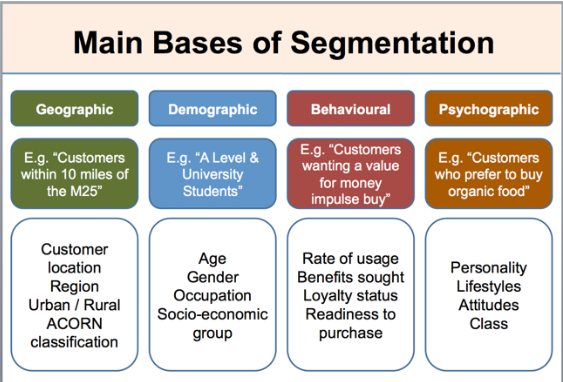 Main Bases of Segmentation
Geographic
Demographic
Behavioural
Psychographic
E.g. “Customers
within 10 miles of
the M25”
E.g. “A Level &
University
Students”
E.g. “Customers
wanting a value
for money
impulse buy”
E.g. “Customers
who prefer to buy
organic food”
Customer
location
Region
Urban / Rural
ACORN
classification
Age
Gender
Occupation
Socio-economic
group
Rate of usage
Benefits sought
Loyalty status
Readiness to
purchase
Personality
Lifestyles
Attitudes
Class